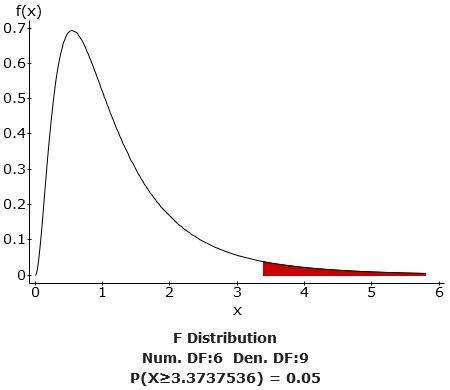 f(x)
0.7
0.6
0.5
0.4
0.3
0.2
0.1
0
0 1 2 3 4 5 6
x
F Distribution
Num. DF:6 Den. DF:9
P(X≥3.3737536) = 0.05